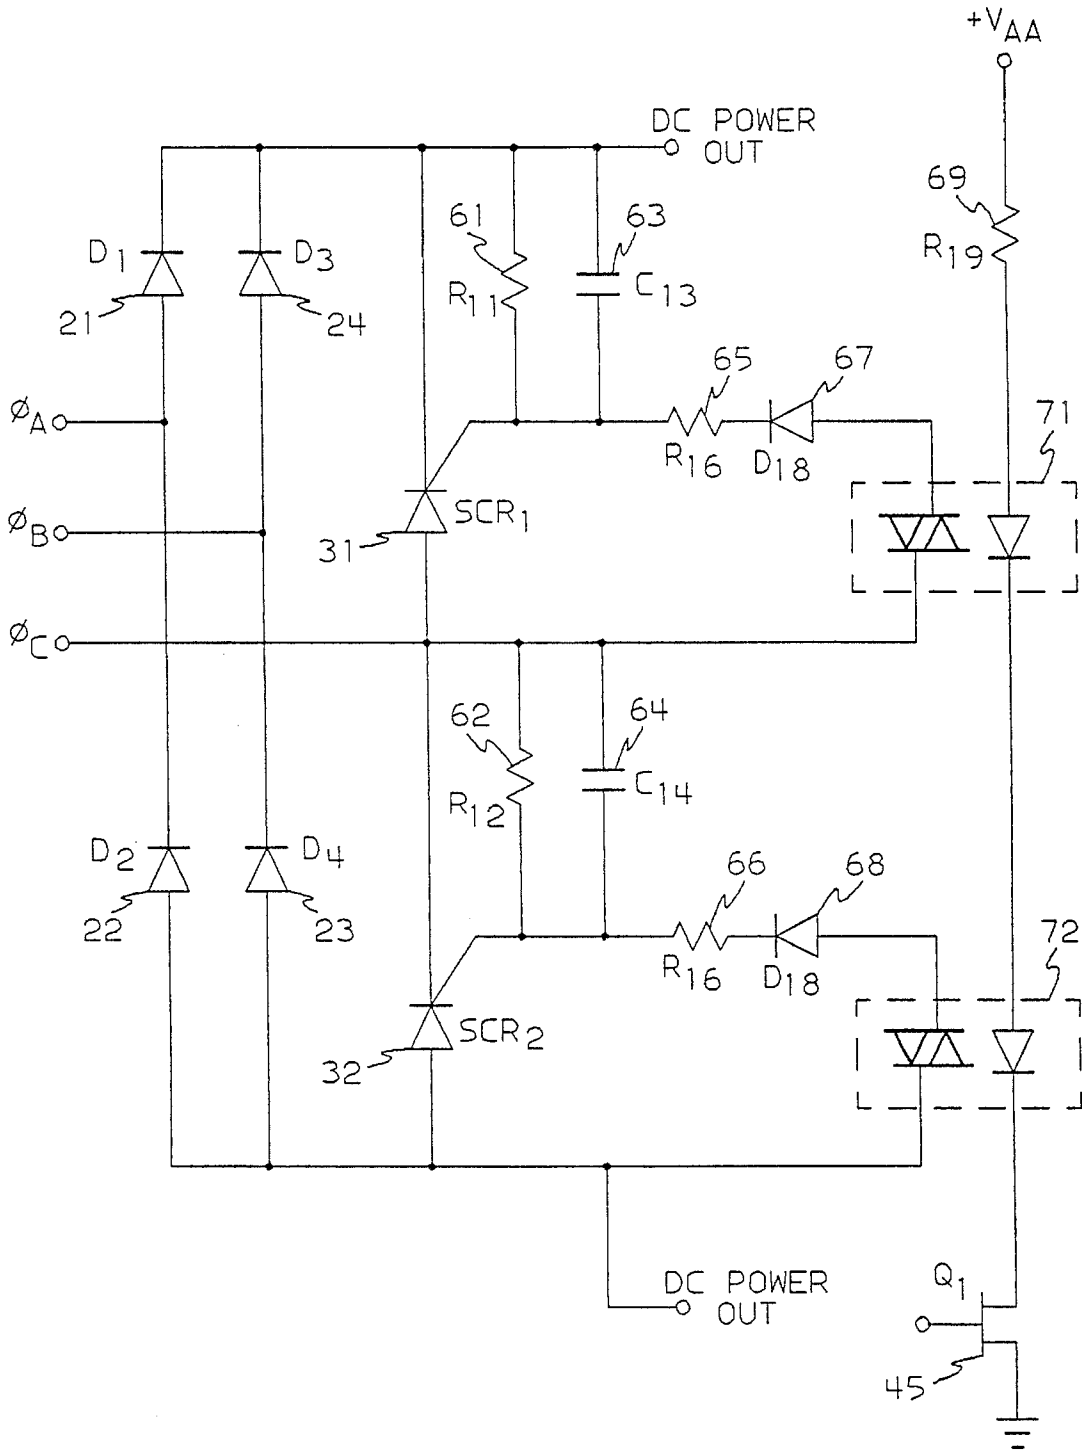 +VAA
DC POWER
OUT
69
R19
61
63
D1
D3
R11
C13
21
24
65
67
ØA
71
R16
D18
ØB
SCR1
31
ØC
62
64
R12
C14
D2
D4
66
68
22
23
72
R16
D18
SCR2
32
DC POWER
OUT
Q1
45